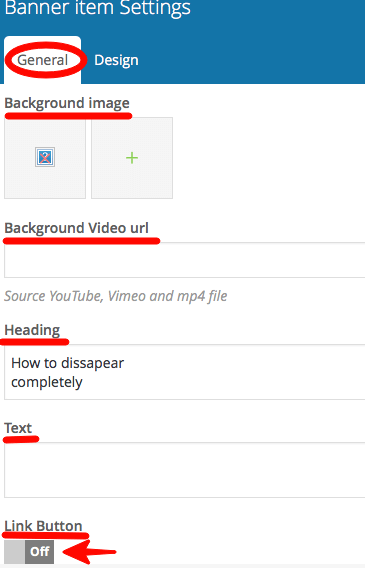 Banner item Settings
General Design
Background image
+
Background Video url
Source YouTube, Vimeo and mp4 file
Heading
How to dissapear
completely
Text
Link Button
Off